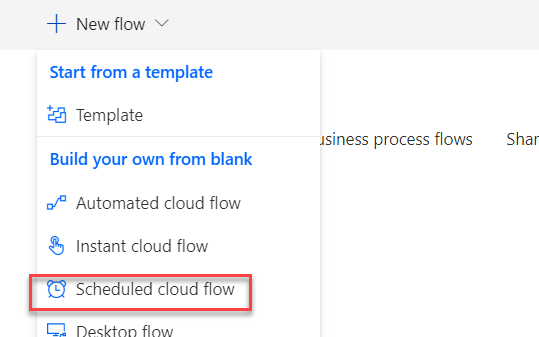 New flow
Start from a template
Template
usiness process flows Shar
Build your own from blank
Automated cloud flow
Instant cloud flow
Scheduled cloud flow
Desktop flow